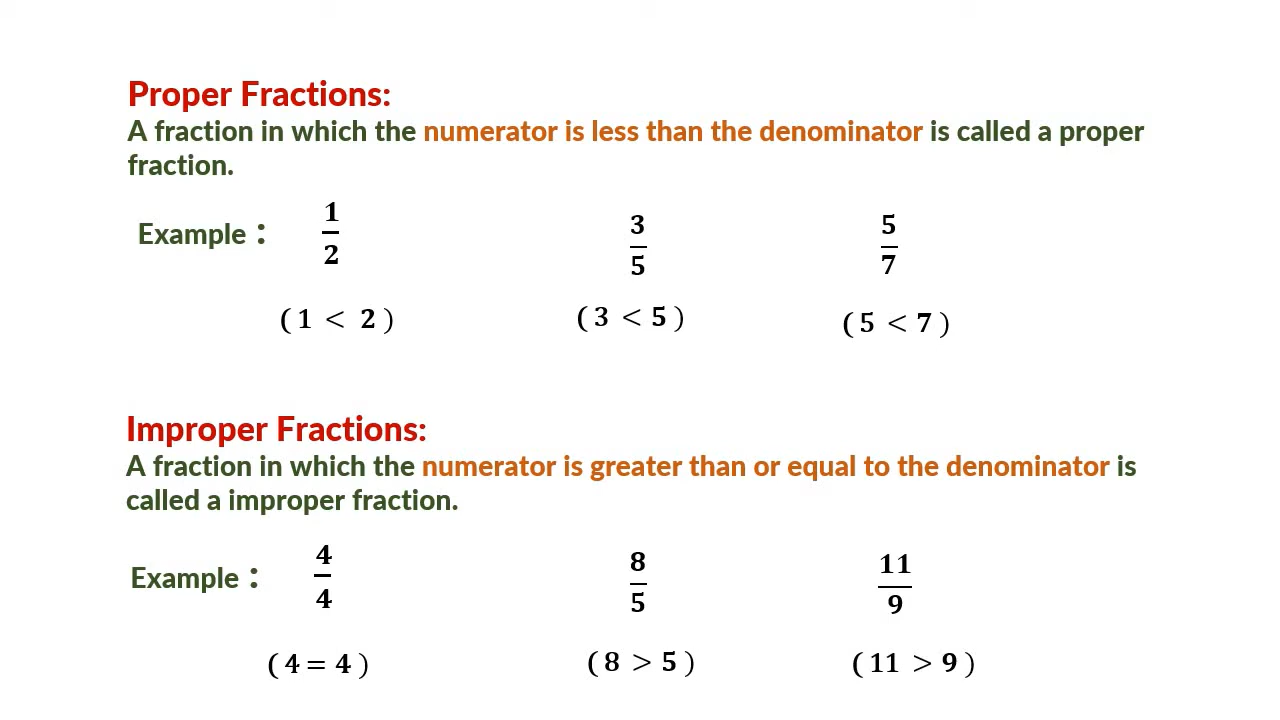 Proper Fractions:
A fraction in which the numerator is less than the denominator is called a proper
fraction.
Example : 1/2 3/5 5/7
( 1 < 2 ) ( 3 < 5 ) ( 5 < 7 )
Improper Fractions:
A fraction in which the numerator is greater than or equal to the denominator is
called a improper fraction.
Example : 4/4 8/5 11/9
( 4 = 4 ) ( 8 > 5 ) ( 11 > 9 )